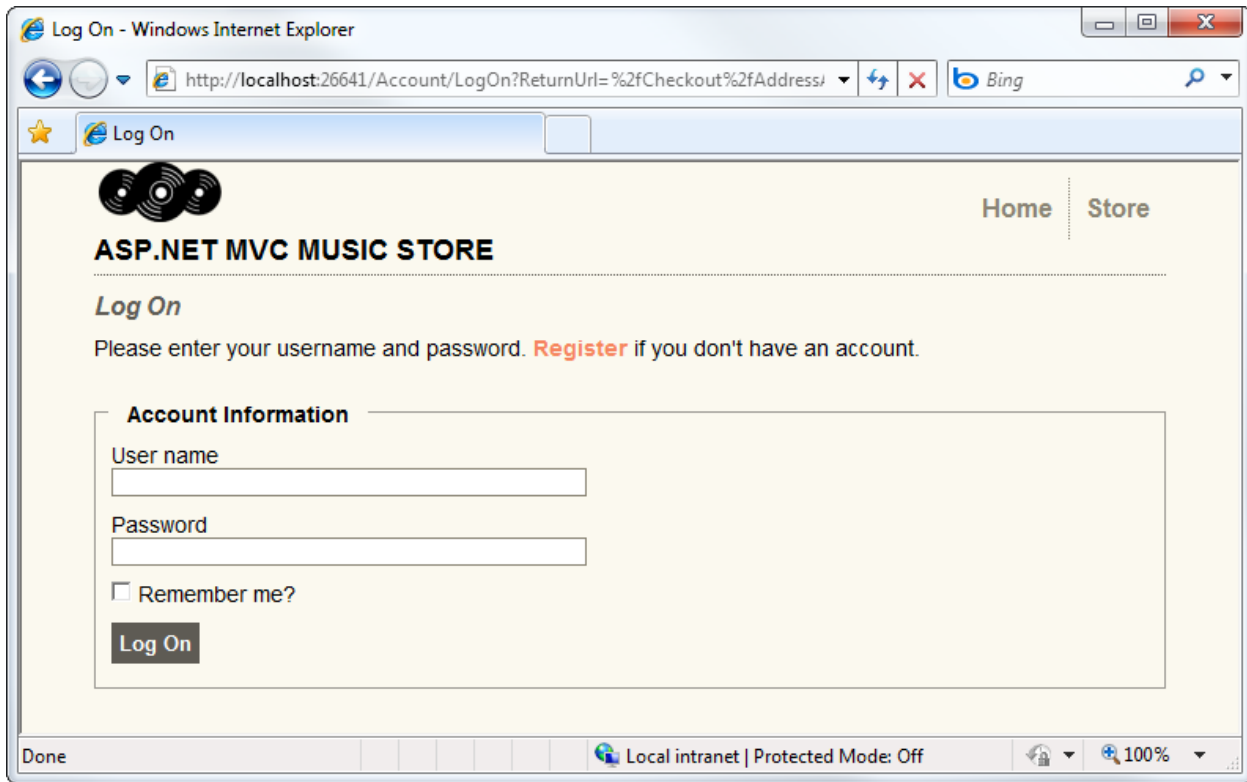 Log On - Windows Internet Explorer
http://localhost:26641/Account/LogOn?ReturnUrl=%2fCheckout%2fAddress/
Bing
Log On
Home
Store
ASP.NET MVC MUSIC STORE
Log On
Please enter your username and password. Register if you don't have an account.
Account Information
User name
Password
Remember me?
Log On
Done
Local intranet | Protected Mode: Off
100%